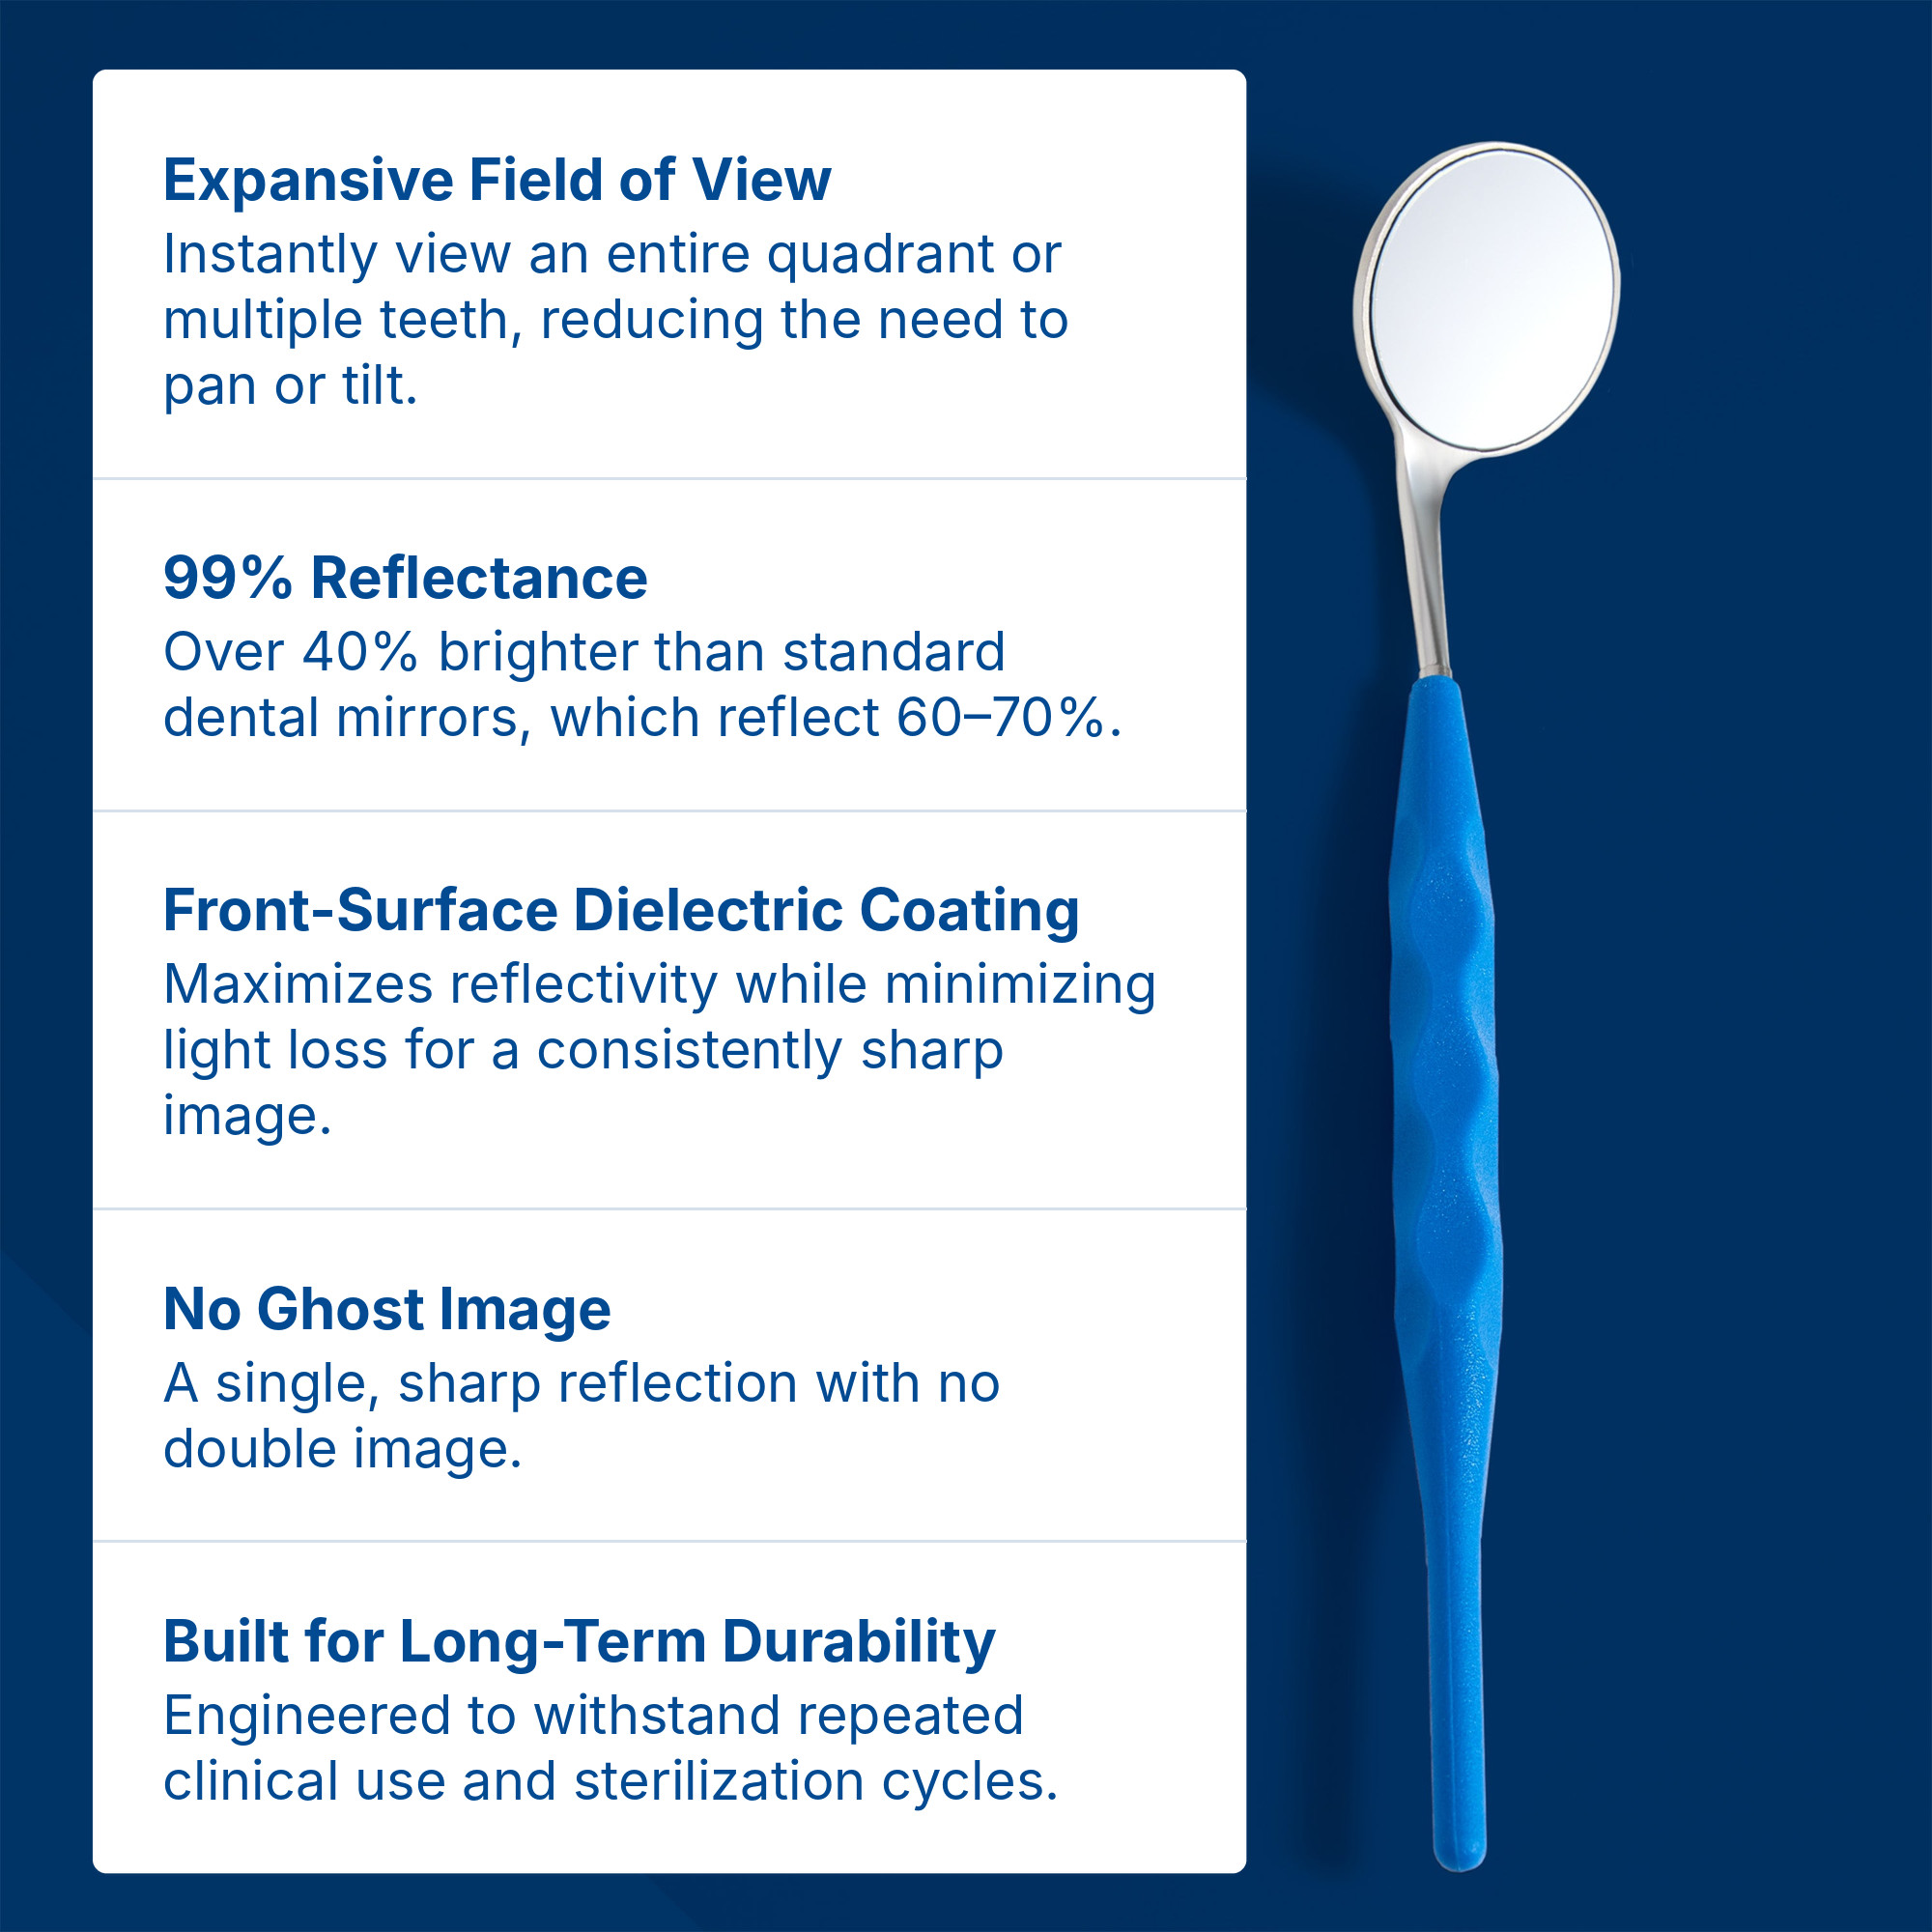 Expansive Field of View
Instantly view an entire quadrant or
multiple teeth, reducing the need to
pan or tilt.
99% Reflectance
Over 40% brighter than standard
dental mirrors, which reflect 60–70%.
Front-Surface Dielectric Coating
Maximizes reflectivity while minimizing
light loss for a consistently sharp
image.
No Ghost Image
A single, sharp reflection with no
double image.
Built for Long-Term Durability
Engineered to withstand repeated
clinical use and sterilization cycles.